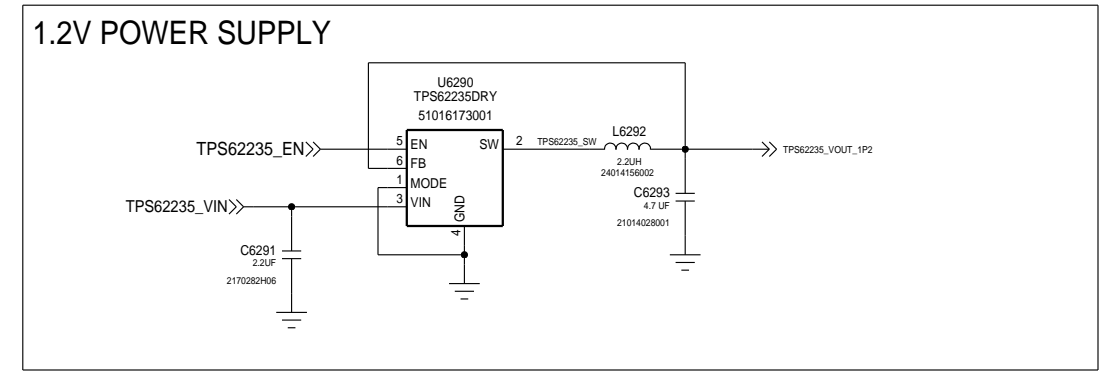 1.2V POWER SUPPLY
U6290
TPS62235DRY
51016173001
TPS62235_EN
5
EN
SW
2
TPS62235_SW
L6292
2.2UH
24014156002
TPS62235_VOUT_1P2
6
FB
1
MODE
TPS62235_VIN
3
VIN
GND
4
C6293
4.7 UF
21014028001
C6291
2.2UF
2170282H06